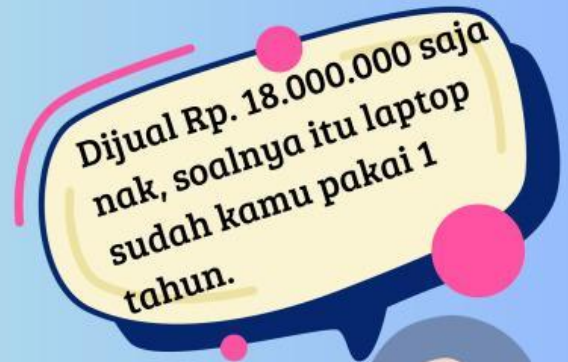 Dijual Rp. 18.000.000 saja
nak, soalnya itu laptop
sudah kamu pakai 1
tahun.